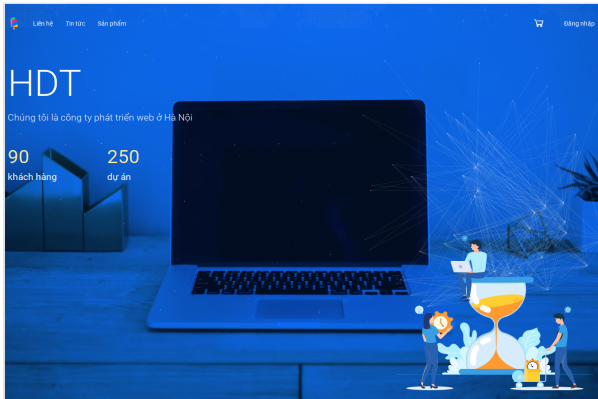 Liên hệ Tin tức Sản phẩm Đăng nhập
HDT
Chúng tôi là công ty phát triển web ở Hà Nội
90 250
khách hàng dự án